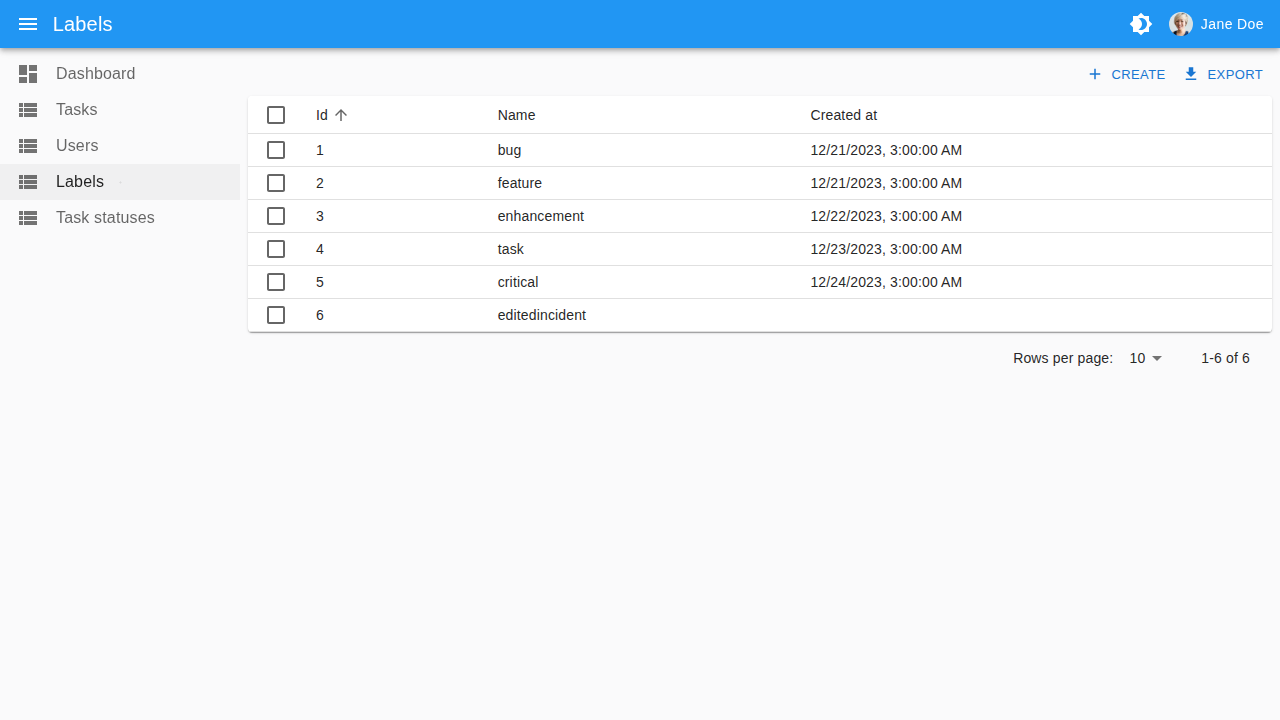 Labels
Jane Doe
Dashboard
Tasks
Users
Labels
Task statuses
CREATE
EXPORT
Id Name Created at
1 bug 12/21/2023, 3:00:00 AM
2 feature 12/21/2023, 3:00:00 AM
3 enhancement 12/22/2023, 3:00:00 AM
4 task 12/23/2023, 3:00:00 AM
5 critical 12/24/2023, 3:00:00 AM
6 editedincident
Rows per page: 10 1-6 of 6